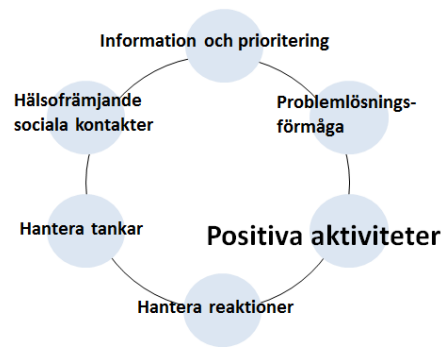 Information och prioritering
Hälsofrämjande
sociala kontakter
Problemlösnings-
förmåga
Hantera tankar
Positiva aktiviteter
Hantera reaktioner